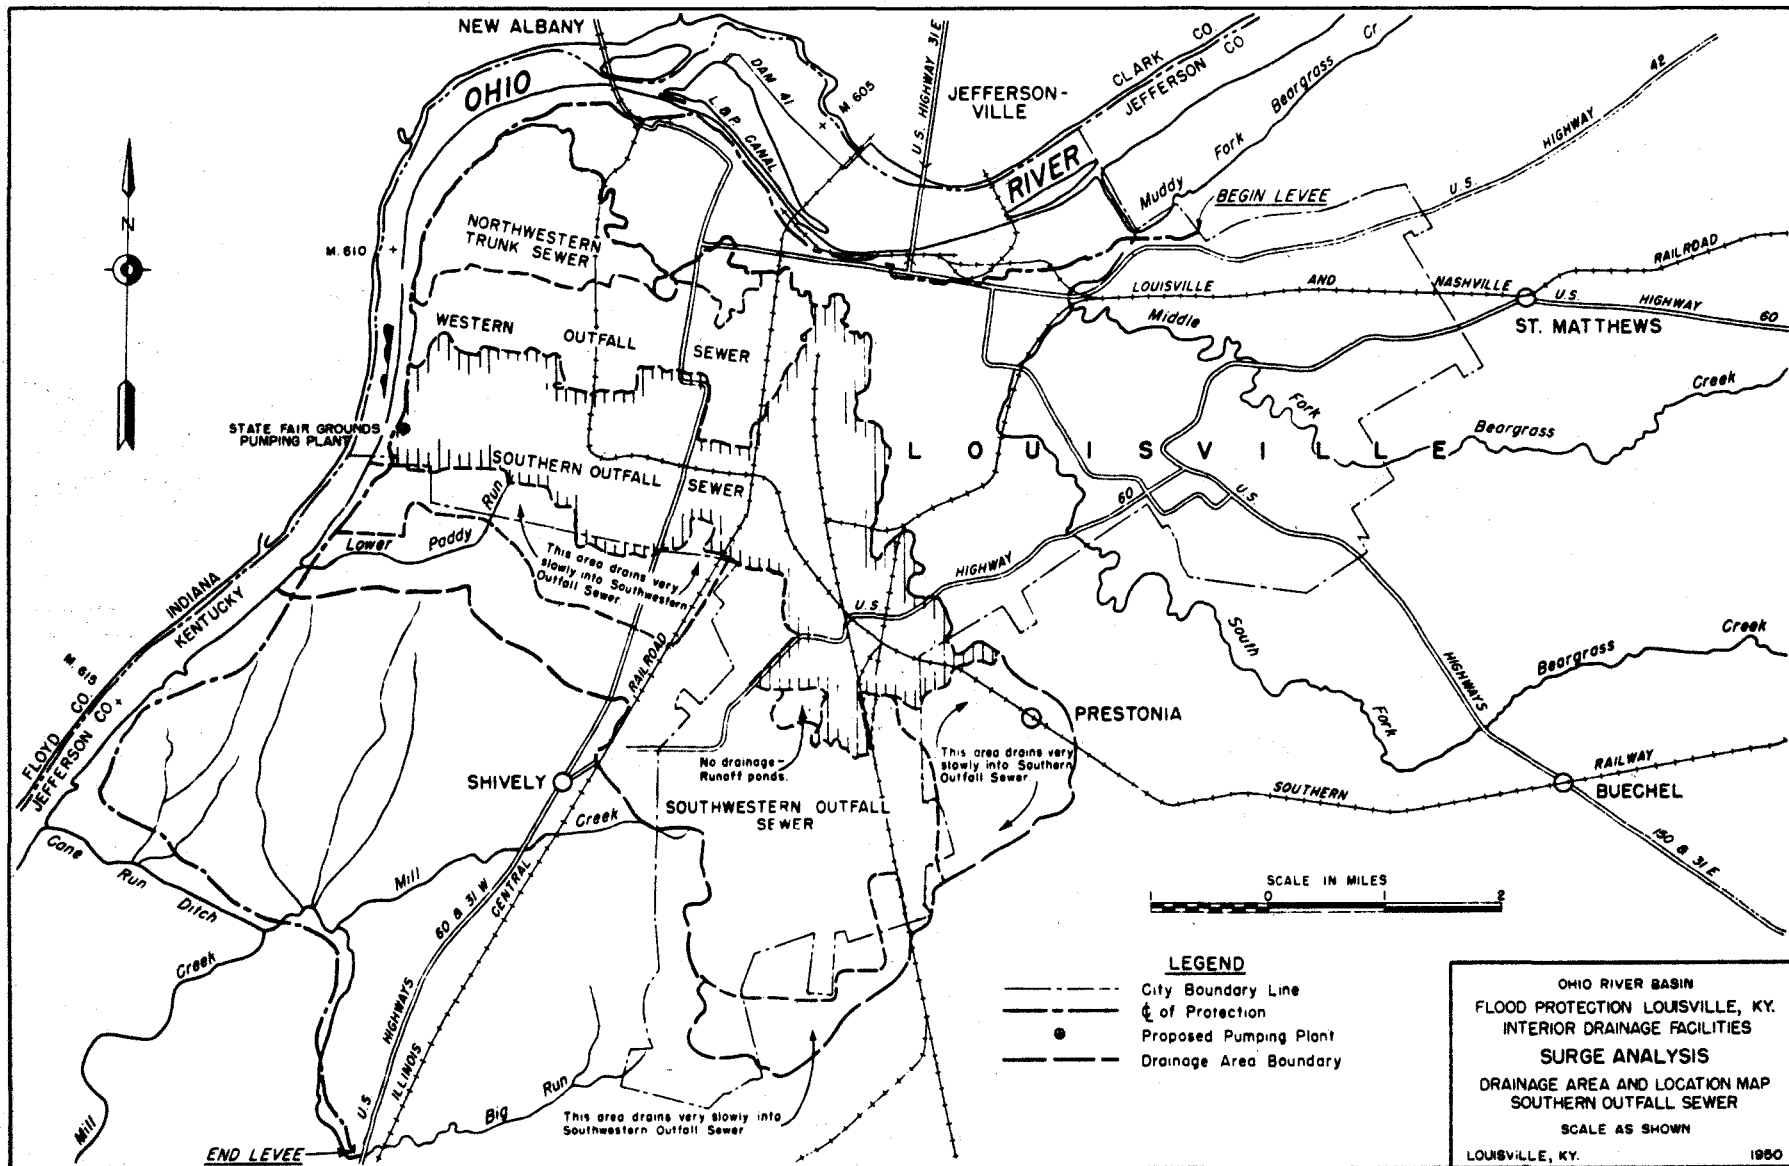 NEW ALBANY
OHIO
DAM 41
L. & P. CANAL
M. 605
U.S. HIGHWAY 31E
JEFFERSON-
VILLE
CLARK CO
JEFFERSON CO
Beargrass Cr.
Fork
Muddy
RIVER
BEGIN LEVEE
U.S. HIGHWAY 42
N
M. 610
NORTHWESTERN
TRUNK SEWER
LOUISVILLE AND NASHVILLE RAILROAD
U.S. HIGHWAY 60
ST. MATTHEWS
WESTERN OUTFALL SEWER
Middle
Fork
Beargrass
Creek
STATE FAIR GROUNDS
PUMPING PLANT
SOUTHERN OUTFALL SEWER
LOUISVILLE
60
U.S.
Lower Paddy Run
This area drains very
slowly into Southwestern
Outfall Sewer.
U.S. HIGHWAY
INDIANA
KENTUCKY
M. 615
FLOYD CO.
JEFFERSON CO
RAILROAD
South
Fork
Beargrass
Creek
HIGHWAYS
PRESTONIA
No drainage-
Runoff ponds.
This area drains very
slowly into Southern
Outfall Sewer
SHIVELY
SOUTHWESTERN OUTFALL
SEWER
SOUTHERN
RAILWAY
BUECHEL
150 & 31E
Cane Run Ditch
Mill
Creek
60 & 31 W
CENTRAL
SCALE IN MILES
0 2
Creek
Mill
HIGHWAYS
U.S.
ILLINOIS
Big
Run
This area drains very slowly into
Southwestern Outfall Sewer
END LEVEE
LEGEND
City Boundary Line
℄ of Protection
Proposed Pumping Plant
Drainage Area Boundary
OHIO RIVER BASIN
FLOOD PROTECTION LOUISVILLE, KY.
INTERIOR DRAINAGE FACILITIES
SURGE ANALYSIS
DRAINAGE AREA AND LOCATION MAP
SOUTHERN OUTFALL SEWER
SCALE AS SHOWN
LOUISVILLE, KY. 1950